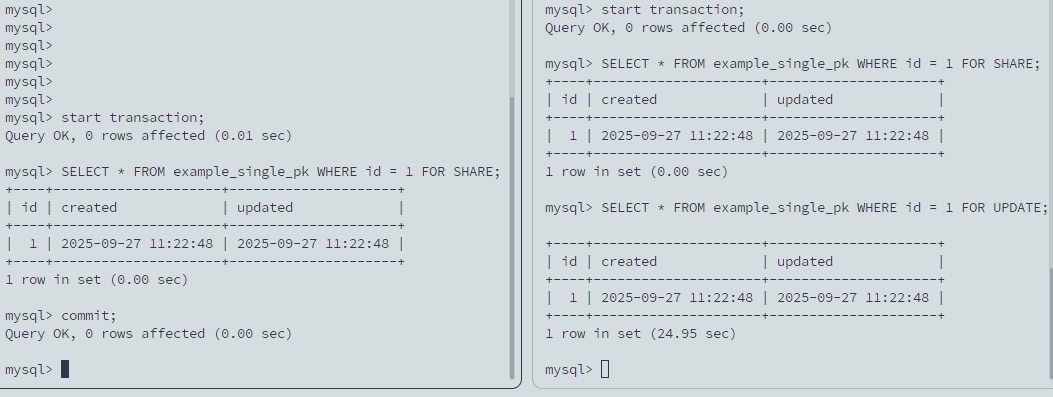 mysql>
mysql>
mysql>
mysql>
mysql>
mysql>
mysql> start transaction;
Query OK, 0 rows affected (0.01 sec)
mysql> SELECT * FROM example_single_pk WHERE id = 1 FOR SHARE;
+----+---------------------+---------------------+
| id | created             | updated             |
+----+---------------------+---------------------+
|  1 | 2025-09-27 11:22:48 | 2025-09-27 11:22:48 |
+----+---------------------+---------------------+
1 row in set (0.00 sec)
mysql> commit;
Query OK, 0 rows affected (0.00 sec)
mysql>
mysql> start transaction;
Query OK, 0 rows affected (0.00 sec)
mysql> SELECT * FROM example_single_pk WHERE id = 1 FOR SHARE;
+----+---------------------+---------------------+
| id | created             | updated             |
+----+---------------------+---------------------+
|  1 | 2025-09-27 11:22:48 | 2025-09-27 11:22:48 |
+----+---------------------+---------------------+
1 row in set (0.00 sec)
mysql> SELECT * FROM example_single_pk WHERE id = 1 FOR UPDATE;
+----+---------------------+---------------------+
| id | created             | updated             |
+----+---------------------+---------------------+
|  1 | 2025-09-27 11:22:48 | 2025-09-27 11:22:48 |
+----+---------------------+---------------------+
1 row in set (24.95 sec)
mysql>